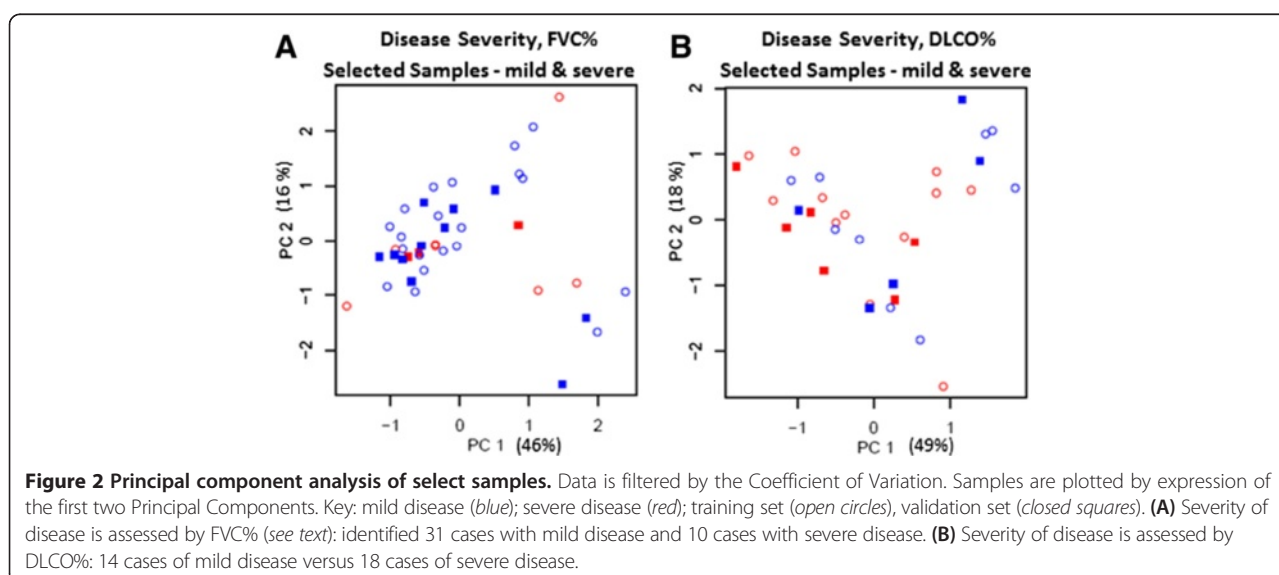 A
Disease Severity, FVC%
Selected Samples - mild & severe
PC 2 (16 %)
2
1
0
−1
−2
−1 0 1 2
PC 1 (46%)
B
Disease Severity, DLCO%
Selected Samples - mild & severe
PC 2 (18 %)
2
1
0
−1
−2
−1 0 1
PC 1 (49%)
Figure 2 Principal component analysis of select samples. Data is filtered by the Coefficient of Variation. Samples are plotted by expression of
the first two Principal Components. Key: mild disease (blue); severe disease (red); training set (open circles), validation set (closed squares). (A) Severity of
disease is assessed by FVC% (see text): identified 31 cases with mild disease and 10 cases with severe disease. (B) Severity of disease is assessed by
DLCO%: 14 cases of mild disease versus 18 cases of severe disease.